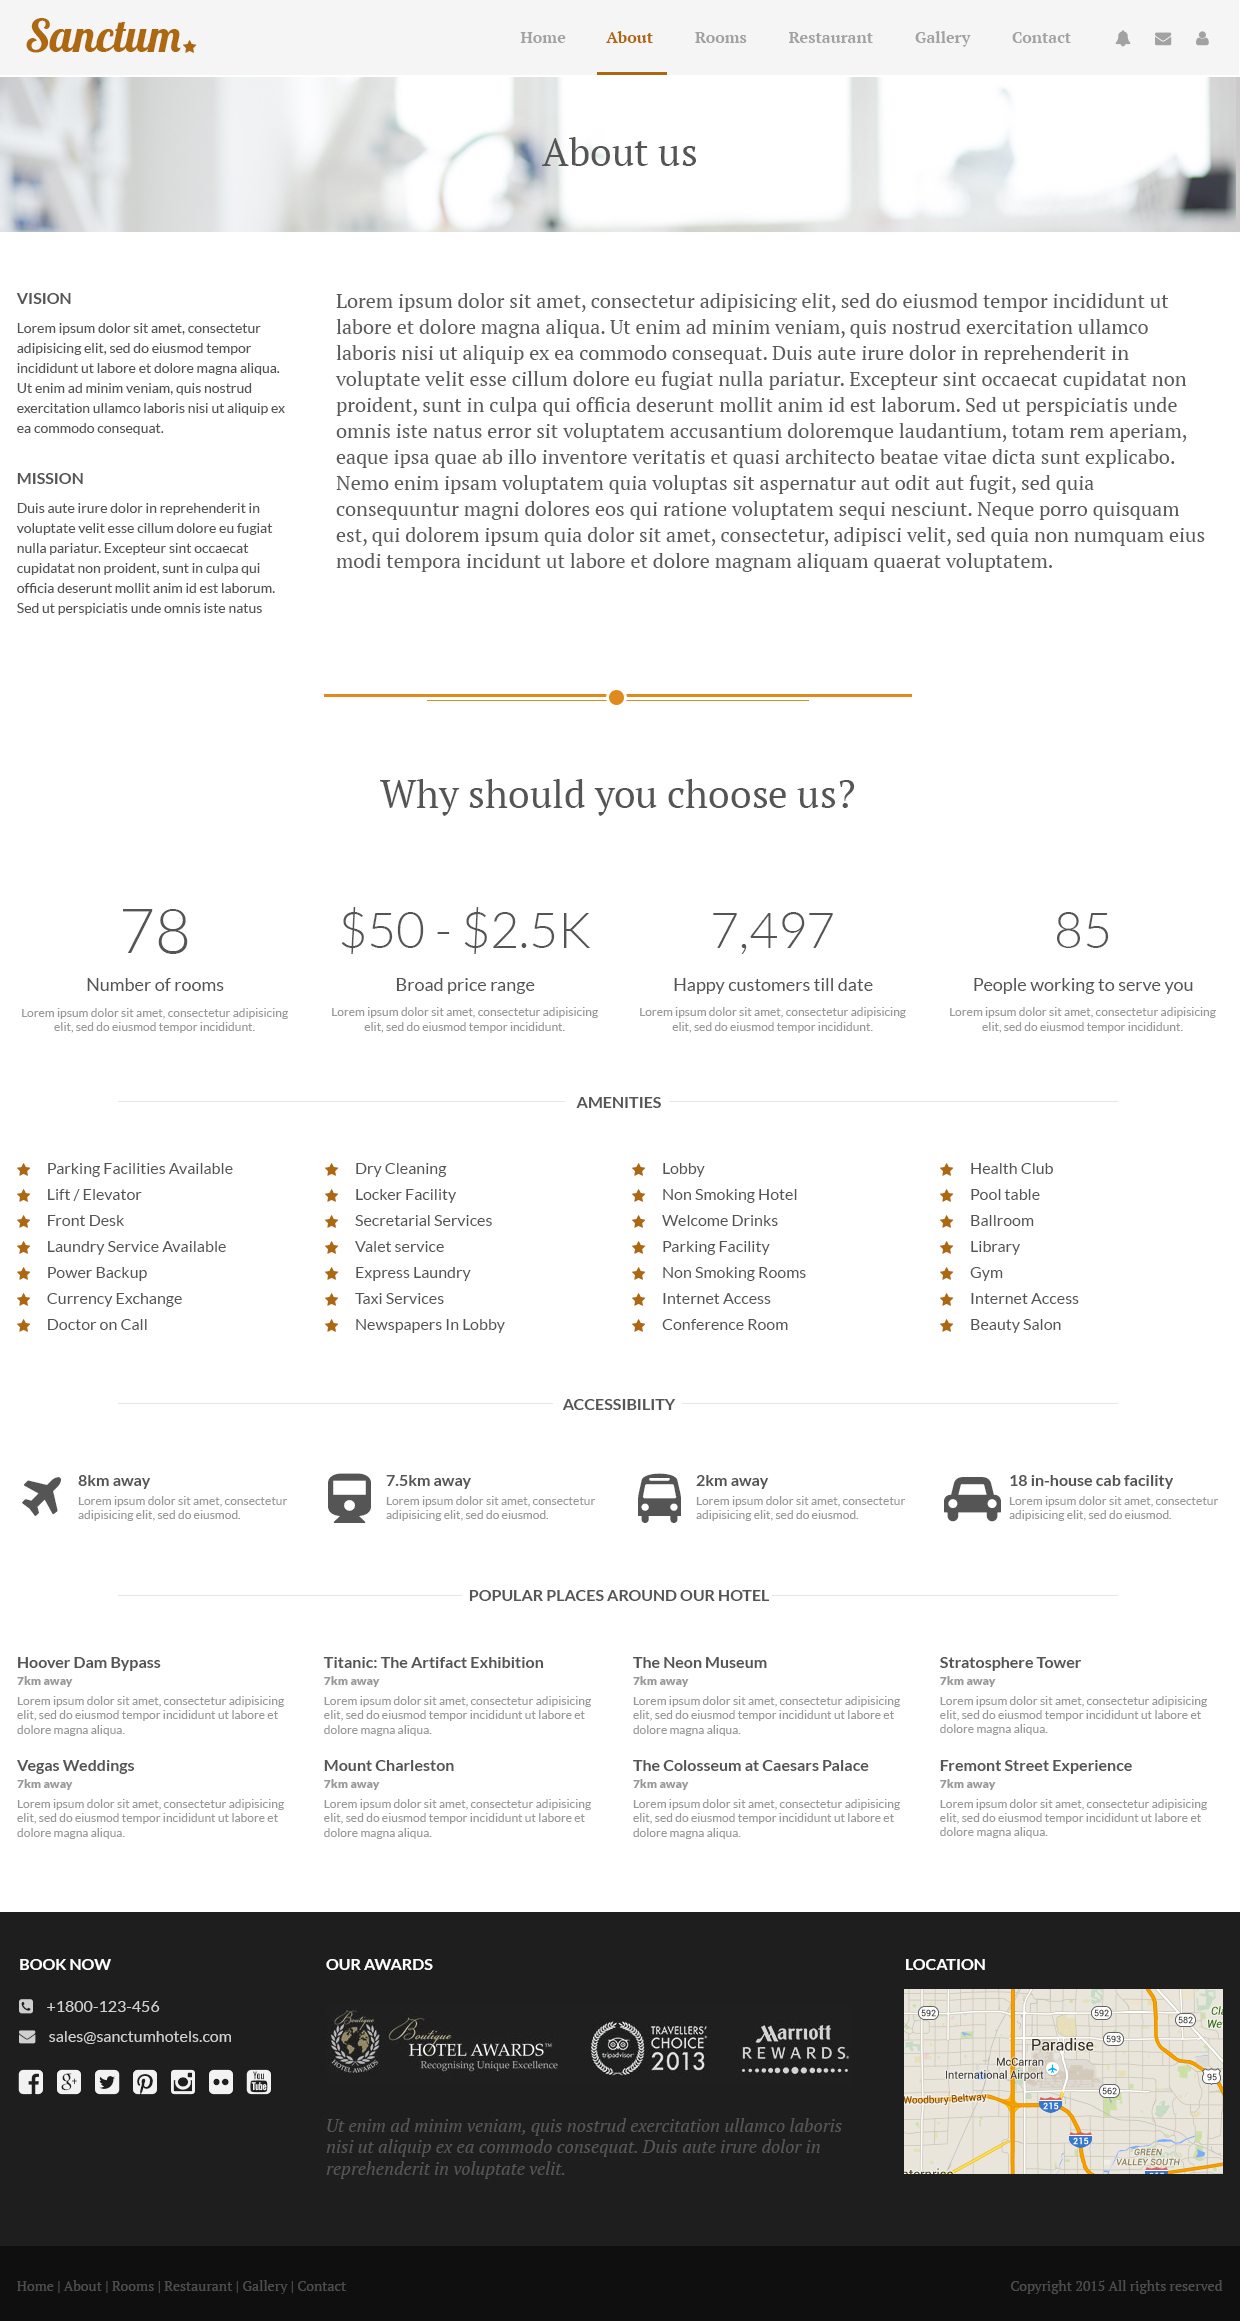 Sanctum
Home About Rooms Restaurant Gallery Contact
About us
VISION
Lorem ipsum dolor sit amet, consectetur
adipisicing elit, sed do eiusmod tempor
incididunt ut labore et dolore magna aliqua.
Ut enim ad minim veniam, quis nostrud
exercitation ullamco laboris nisi ut aliquip ex
ea commodo consequat.
MISSION
Duis aute irure dolor in reprehenderit in
voluptate velit esse cillum dolore eu fugiat
nulla pariatur. Excepteur sint occaecat
cupidatat non proident, sunt in culpa qui
officia deserunt mollit anim id est laborum.
Sed ut perspiciatis unde omnis iste natus
Lorem ipsum dolor sit amet, consectetur adipisicing elit, sed do eiusmod tempor incididunt ut
labore et dolore magna aliqua. Ut enim ad minim veniam, quis nostrud exercitation ullamco
laboris nisi ut aliquip ex ea commodo consequat. Duis aute irure dolor in reprehenderit in
voluptate velit esse cillum dolore eu fugiat nulla pariatur. Excepteur sint occaecat cupidatat non
proident, sunt in culpa qui officia deserunt mollit anim id est laborum. Sed ut perspiciatis unde
omnis iste natus error sit voluptatem accusantium doloremque laudantium, totam rem aperiam,
eaque ipsa quae ab illo inventore veritatis et quasi architecto beatae vitae dicta sunt explicabo.
Nemo enim ipsam voluptatem quia voluptas sit aspernatur aut odit aut fugit, sed quia
consequuntur magni dolores eos qui ratione voluptatem sequi nesciunt. Neque porro quisquam
est, qui dolorem ipsum quia dolor sit amet, consectetur, adipisci velit, sed quia non numquam eius
modi tempora incidunt ut labore et dolore magnam aliquam quaerat voluptatem.
Why should you choose us?
78
Number of rooms
Lorem ipsum dolor sit amet, consectetur adipisicing
elit, sed do eiusmod tempor incididunt.
$50 - $2.5K
Broad price range
Lorem ipsum dolor sit amet, consectetur adipisicing
elit, sed do eiusmod tempor incididunt.
7,497
Happy customers till date
Lorem ipsum dolor sit amet, consectetur adipisicing
elit, sed do eiusmod tempor incididunt.
85
People working to serve you
Lorem ipsum dolor sit amet, consectetur adipisicing
elit, sed do eiusmod tempor incididunt.
AMENITIES
Parking Facilities Available
Lift / Elevator
Front Desk
Laundry Service Available
Power Backup
Currency Exchange
Doctor on Call
Dry Cleaning
Locker Facility
Secretarial Services
Valet service
Express Laundry
Taxi Services
Newspapers In Lobby
Lobby
Non Smoking Hotel
Welcome Drinks
Parking Facility
Non Smoking Rooms
Internet Access
Conference Room
Health Club
Pool table
Ballroom
Library
Gym
Internet Access
Beauty Salon
ACCESSIBILITY
8km away
Lorem ipsum dolor sit amet, consectetur
adipisicing elit, sed do eiusmod.
7.5km away
Lorem ipsum dolor sit amet, consectetur
adipisicing elit, sed do eiusmod.
2km away
Lorem ipsum dolor sit amet, consectetur
adipisicing elit, sed do eiusmod.
18 in-house cab facility
Lorem ipsum dolor sit amet, consectetur
adipisicing elit, sed do eiusmod.
POPULAR PLACES AROUND OUR HOTEL
Hoover Dam Bypass
7km away
Lorem ipsum dolor sit amet, consectetur adipisicing
elit, sed do eiusmod tempor incididunt ut labore et
dolore magna aliqua.
Titanic: The Artifact Exhibition
7km away
Lorem ipsum dolor sit amet, consectetur adipisicing
elit, sed do eiusmod tempor incididunt ut labore et
dolore magna aliqua.
The Neon Museum
7km away
Lorem ipsum dolor sit amet, consectetur adipisicing
elit, sed do eiusmod tempor incididunt ut labore et
dolore magna aliqua.
Stratosphere Tower
7km away
Lorem ipsum dolor sit amet, consectetur adipisicing
elit, sed do eiusmod tempor incididunt ut labore et
dolore magna aliqua.
Vegas Weddings
7km away
Lorem ipsum dolor sit amet, consectetur adipisicing
elit, sed do eiusmod tempor incididunt ut labore et
dolore magna aliqua.
Mount Charleston
7km away
Lorem ipsum dolor sit amet, consectetur adipisicing
elit, sed do eiusmod tempor incididunt ut labore et
dolore magna aliqua.
The Colosseum at Caesars Palace
7km away
Lorem ipsum dolor sit amet, consectetur adipisicing
elit, sed do eiusmod tempor incididunt ut labore et
dolore magna aliqua.
Fremont Street Experience
7km away
Lorem ipsum dolor sit amet, consectetur adipisicing
elit, sed do eiusmod tempor incididunt ut labore et
dolore magna aliqua.
BOOK NOW
+1800-123-456
sales@sanctumhotels.com
g+
You
Tube
OUR AWARDS
Boutique
HOTEL AWARDS
Boutique
HOTEL AWARDS™
Recognising Unique Excellence
tripadvisor
TRAVELLERS'
CHOICE
2013
Marriott
REWARDS.
Ut enim ad minim veniam, quis nostrud exercitation ullamco laboris
nisi ut aliquip ex ea commodo consequat. Duis aute irure dolor in
reprehenderit in voluptate velit.
LOCATION
592
592
582
Paradise
593
McCarran
International Airport
95
562
Woodbury Beltway
215
215
GREEN
VALLEY SOUTH
Home | About | Rooms | Restaurant | Gallery | Contact
Copyright 2015 All rights reserved